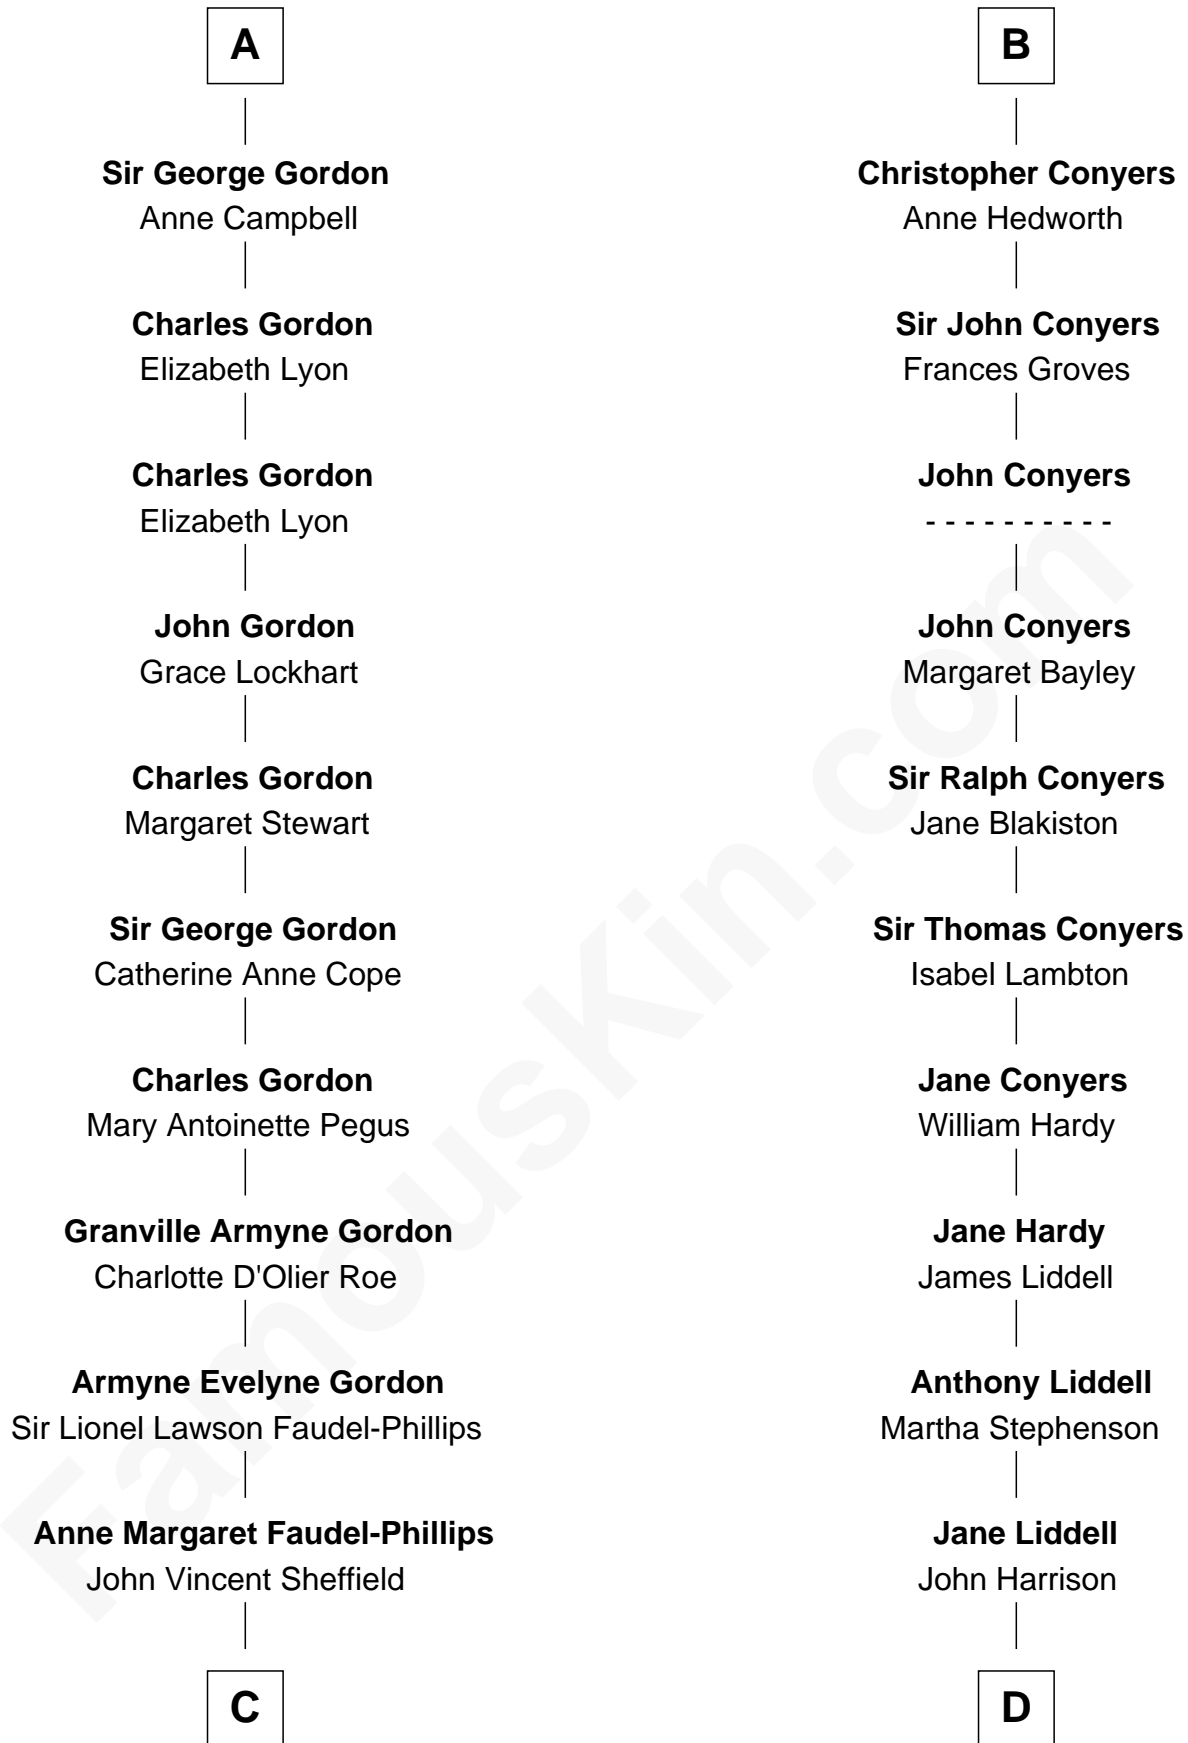 A
Sir George Gordon
Anne Campbell
Charles Gordon
Elizabeth Lyon
Charles Gordon
Elizabeth Lyon
John Gordon
Grace Lockhart
Charles Gordon
Margaret Stewart
Sir George Gordon
Catherine Anne Cope
Charles Gordon
Mary Antoinette Pegus
Granville Armyne Gordon
Charlotte D'Olier Roe
Armyne Evelyne Gordon
Sir Lionel Lawson Faudel-Phillips
Anne Margaret Faudel-Phillips
John Vincent Sheffield
C
B
Christopher Conyers
Anne Hedworth
Sir John Conyers
Frances Groves
John Conyers
- - - - - - - - - -
John Conyers
Margaret Bayley
Sir Ralph Conyers
Jane Blakiston
Sir Thomas Conyers
Isabel Lambton
Jane Conyers
William Hardy
Jane Hardy
James Liddell
Anthony Liddell
Martha Stephenson
Jane Liddell
John Harrison
D
FamousKin.com